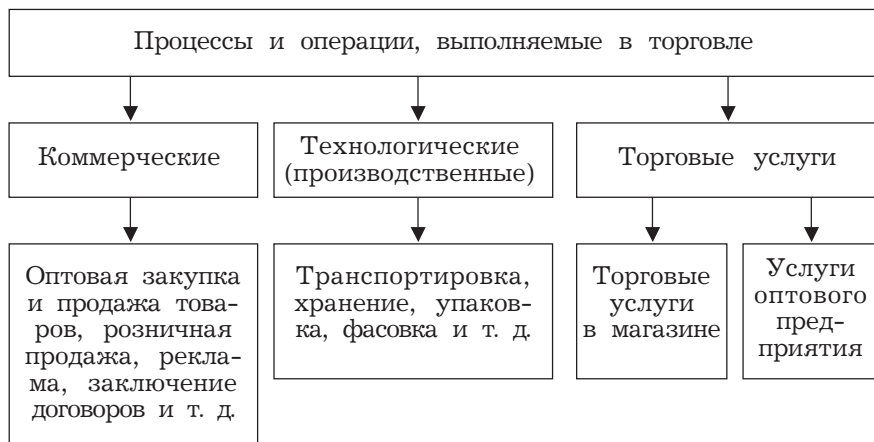 Процессы и операции, выполняемые в торговле
Коммерческие
Технологические
(производственные)
Торговые услуги
Оптовая закупка
и продажа това-
ров, розничная
продажа, рекла-
ма, заключение
договоров и т. д.
Транспортировка,
хранение, упаков-
ка, фасовка и т. д.
Торговые
услуги
в магазине
Услуги
оптового
пред-
приятия